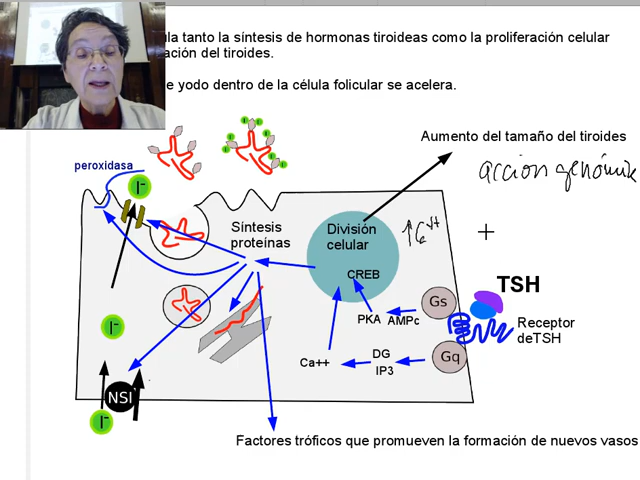 la tanto la síntesis de hormonas tiroideas como la proliferación celular
ación del tiroides.
e yodo dentro de la célula folicular se acelera.
Aumento del tamaño del tiroides
acción genómik
peroxidasa
I-
Síntesis
proteínas
División
celular
CREB
+
TSH
Receptor
deTSH
Gs
PKA
AMPc
I-
Gq
DG
IP3
Ca++
NSI
I-
Factores tróficos que promueven la formación de nuevos vasos